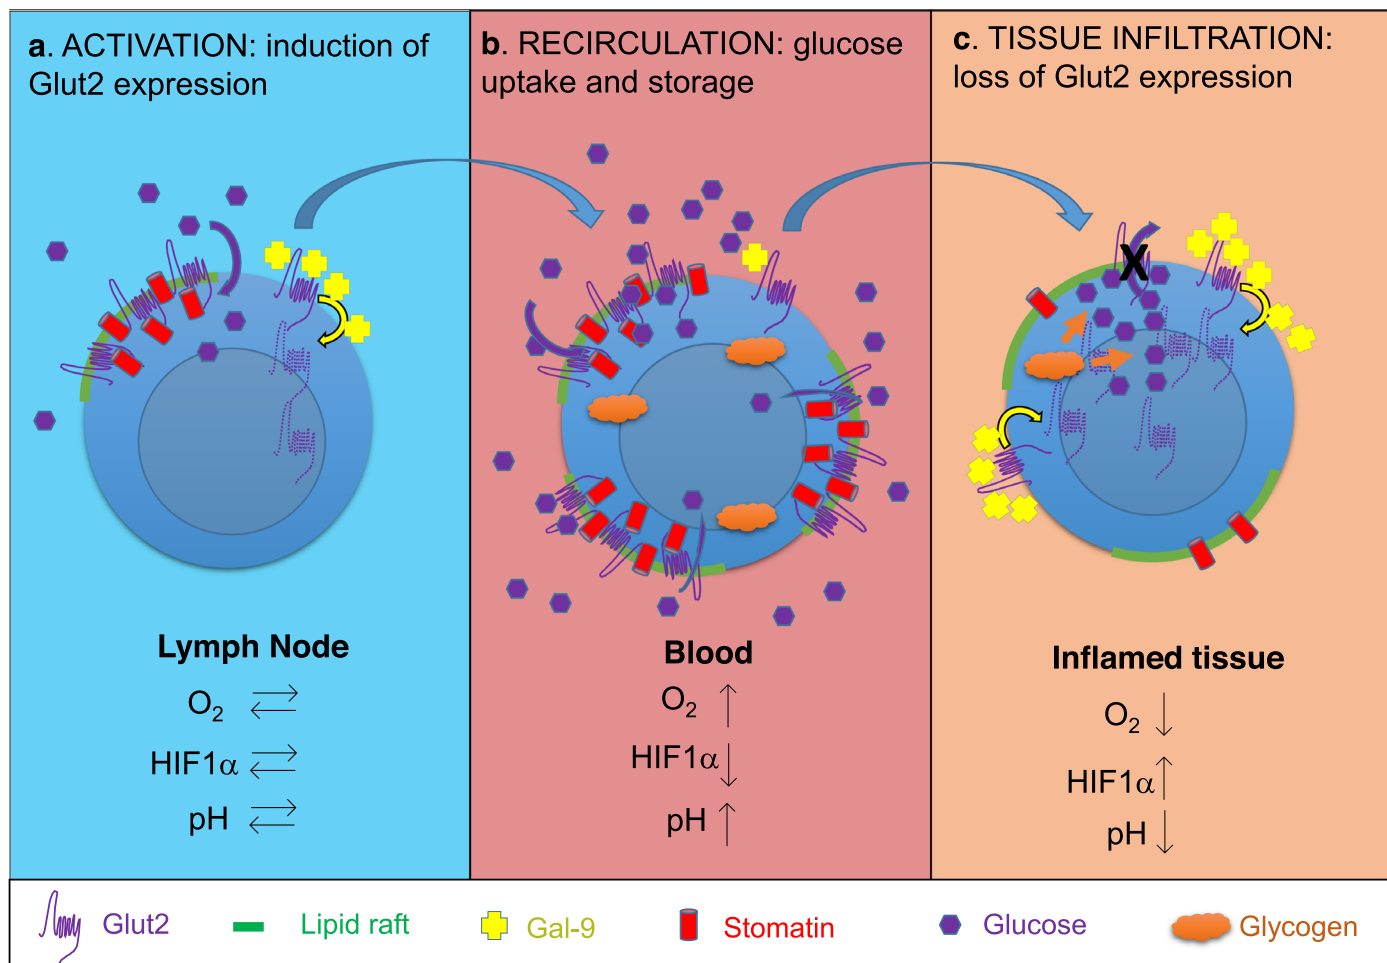 a. ACTIVATION: induction of
Glut2 expression
b. RECIRCULATION: glucose
uptake and storage
c. TISSUE INFILTRATION:
loss of Glut2 expression
X
Lymph Node
O₂
HIF1α
pH
Blood
O₂
HIF1α
pH
Inflamed tissue
O₂
HIF1α
pH
Glut2
Lipid raft
Gal-9
Stomatin
Glucose
Glycogen